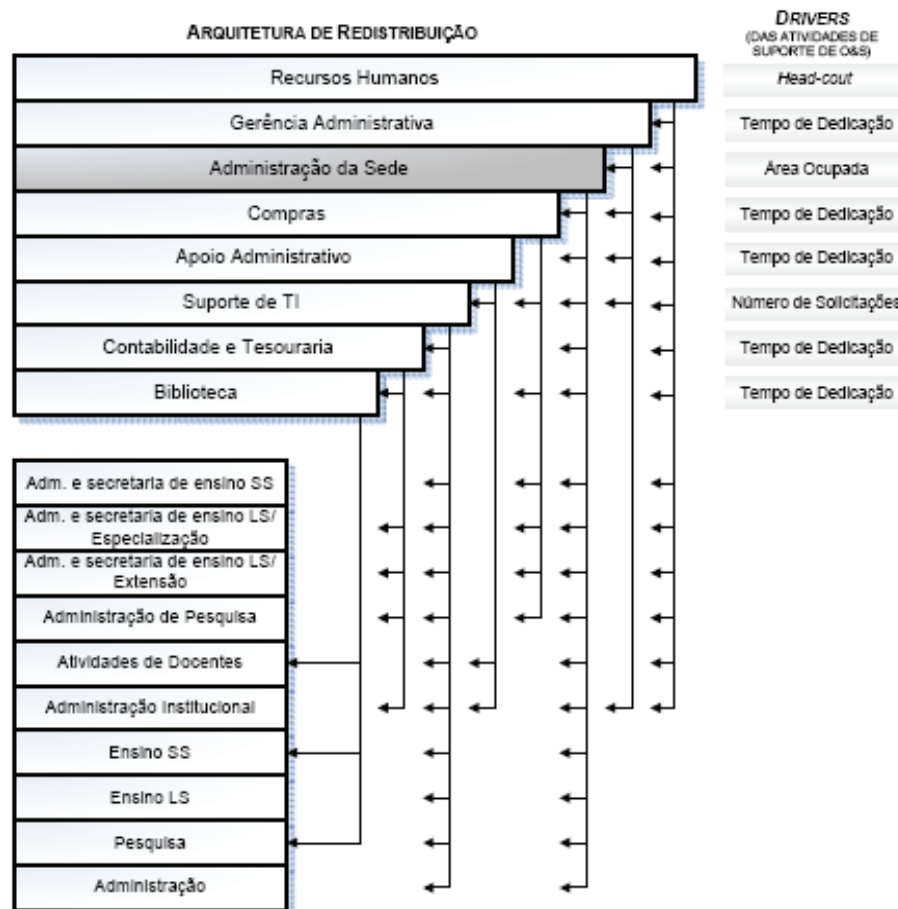 ARQUITETURA DE REDISTRIBUIÇÃO
DRIVERS
(DAS ATIVIDADES DE
SUPORTE DE O&S)
Recursos Humanos
Head-cout
Gerência Administrativa
Tempo de Dedicação
Administração da Sede
Área Ocupada
Compras
Tempo de Dedicação
Apoio Administrativo
Tempo de Dedicação
Suporte de TI
Número de Solicitações
Contabilidade e Tesouraria
Tempo de Dedicação
Biblioteca
Tempo de Dedicação
Adm. e secretaria de ensino SS
Adm. e secretaria de ensino LS/
Especialização
Adm. e secretaria de ensino LS/
Extensão
Administração de Pesquisa
Atividades de Docentes
Administração Institucional
Ensino SS
Ensino LS
Pesquisa
Administração